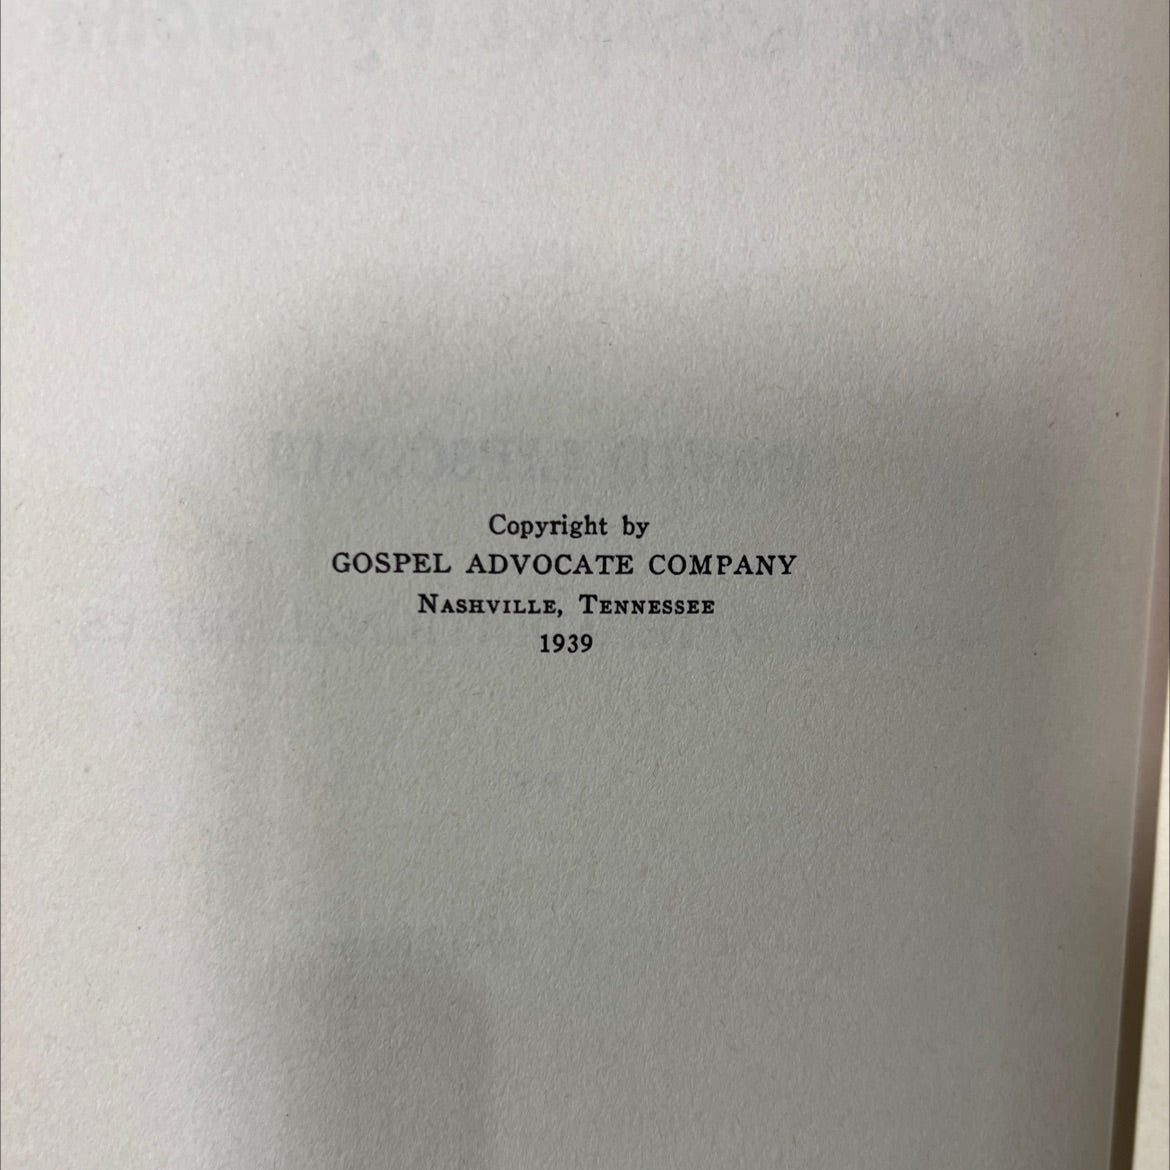 Copyright by
GOSPEL ADVOCATE COMPANY
NASHVILLE, TENNESSEE
1939